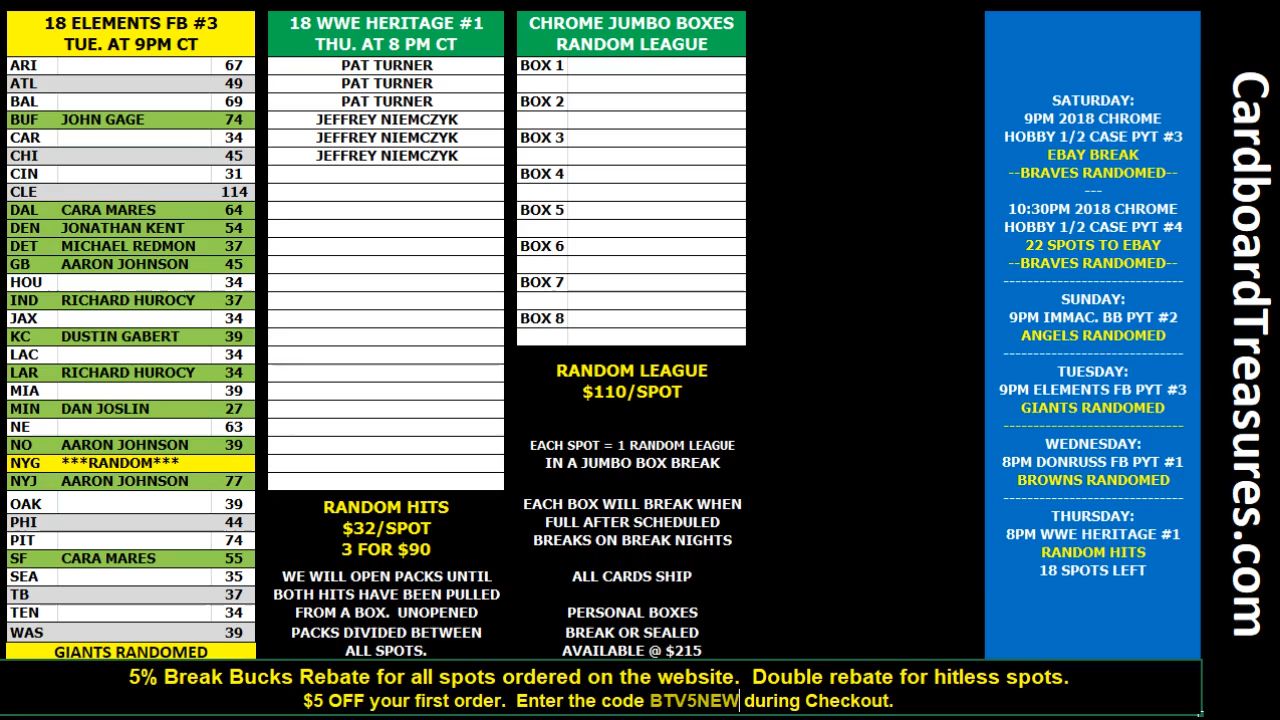 18 ELEMENTS FB #3
TUE. AT 9PM CT
ARI 67
ATL 49
BAL 69
BUF JOHN GAGE 74
CAR 34
CHI 45
CIN 31
CLE 114
DAL CARA MARES 64
DEN JONATHAN KENT 54
DET MICHAEL REDMON 37
GB AARON JOHNSON 45
HOU 34
IND RICHARD HUROCY 37
JAX 34
KC DUSTIN GABERT 39
LAC 34
LAR RICHARD HUROCY 34
MIA 39
MIN DAN JOSLIN 27
NE 63
NO AARON JOHNSON 39
NYG ***RANDOM***
NYJ AARON JOHNSON 77
OAK 39
PHI 44
PIT 74
SF CARA MARES 55
SEA 35
TB 37
TEN 34
WAS 39
GIANTS RANDOMED
18 WWE HERITAGE #1
THU. AT 8 PM CT
PAT TURNER
PAT TURNER
PAT TURNER
JEFFREY NIEMCZYK
JEFFREY NIEMCZYK
JEFFREY NIEMCZYK
RANDOM HITS
$32/SPOT
3 FOR $90
WE WILL OPEN PACKS UNTIL
BOTH HITS HAVE BEEN PULLED
FROM A BOX. UNOPENED
PACKS DIVIDED BETWEEN
ALL SPOTS.
CHROME JUMBO BOXES
RANDOM LEAGUE
BOX 1
BOX 2
BOX 3
BOX 4
BOX 5
BOX 6
BOX 7
BOX 8
RANDOM LEAGUE
$110/SPOT
EACH SPOT = 1 RANDOM LEAGUE
IN A JUMBO BOX BREAK
EACH BOX WILL BREAK WHEN
FULL AFTER SCHEDULED
BREAKS ON BREAK NIGHTS
ALL CARDS SHIP
PERSONAL BOXES
BREAK OR SEALED
AVAILABLE @ $215
SATURDAY:
9PM 2018 CHROME
HOBBY 1/2 CASE PYT #3
EBAY BREAK
--BRAVES RANDOMED--
---
10:30PM 2018 CHROME
HOBBY 1/2 CASE PYT #4
22 SPOTS TO EBAY
--BRAVES RANDOMED--
------------------------------
SUNDAY:
9PM IMMAC. BB PYT #2
ANGELS RANDOMED
------------------------------
TUESDAY:
9PM ELEMENTS FB PYT #3
GIANTS RANDOMED
------------------------------
WEDNESDAY:
8PM DONRUSS FB PYT #1
BROWNS RANDOMED
------------------------------
THURSDAY:
8PM WWE HERITAGE #1
RANDOM HITS
18 SPOTS LEFT
CardboardTreasures.com
5% Break Bucks Rebate for all spots ordered on the website. Double rebate for hitless spots.
$5 OFF your first order. Enter the code BTV5NEW during Checkout.